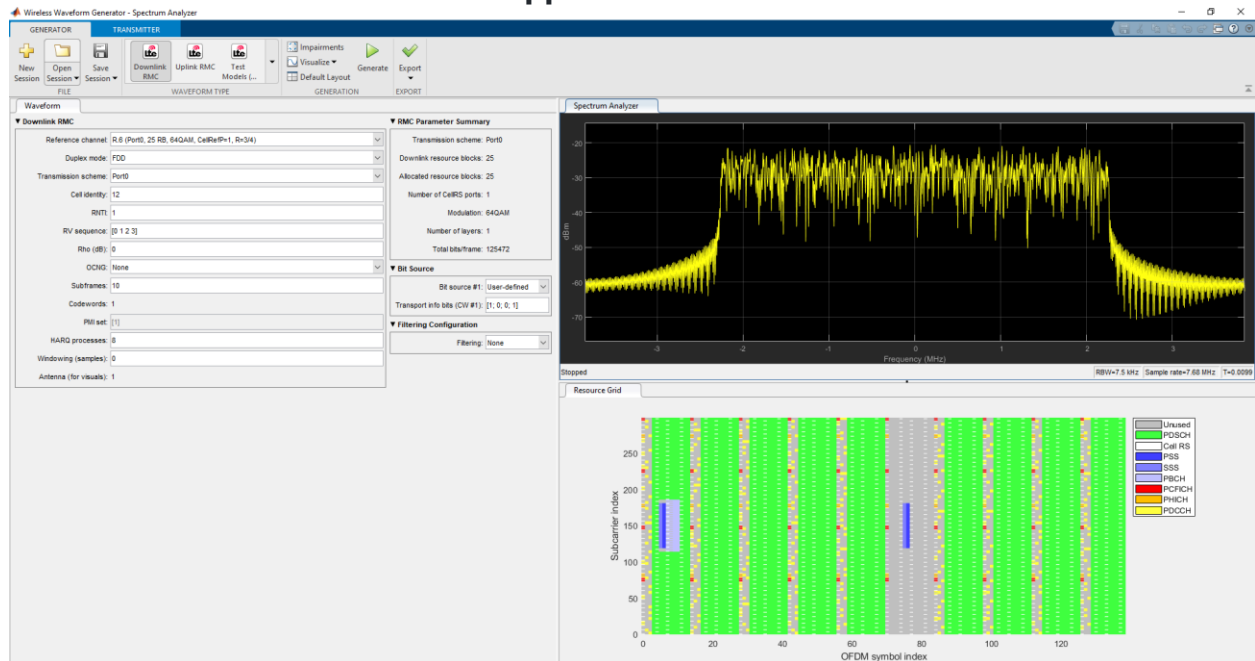 Wireless Waveform Generator - Spectrum Analyzer
GENERATOR TRANSMITTER
New Session
Open Session
Save Session
Downlink RMC
Uplink RMC
Test Models (...
Impairments
Visualize
Default Layout
Generate
Export
FILE WAVEFORM TYPE GENERATION EXPORT
Waveform
Downlink RMC
Reference channel: R.6 (Port0, 25 RB, 64QAM, CellRefP=1, R=3/4)
Duplex mode: FDD
Transmission scheme: Port0
Cell identity: 12
RNTI: 1
RV sequence: [0 1 2 3]
Rho (dB): 0
OCNG: None
Subframes: 10
Codewords: 1
PMI set: [1]
HARQ processes: 8
Windowing (samples): 0
Antenna (for visuals): 1
RMC Parameter Summary
Transmission scheme: Port0
Downlink resource blocks: 25
Allocated resource blocks: 25
Number of CellRS ports: 1
Modulation: 64QAM
Number of layers: 1
Total bits/frame: 125472
Bit Source
Bit source #1: User-defined
Transport info bits (CW #1): [1; 0; 0; 1]
Filtering Configuration
Filtering: None
Spectrum Analyzer
-20
-30
-40
-50
-60
-70
dBm
-3 -2 -1 0 1 2 3
Frequency (MHz)
Stopped RBW=7.5 kHz Sample rate=7.68 MHz T=0.0099
Resource Grid
250
200
150
100
50
0
Subcarrier index
0 20 40 60 80 100 120
OFDM symbol index
Unused
PDSCH
Cell RS
PSS
SSS
PBCH
PCFICH
PHICH
PDCCH